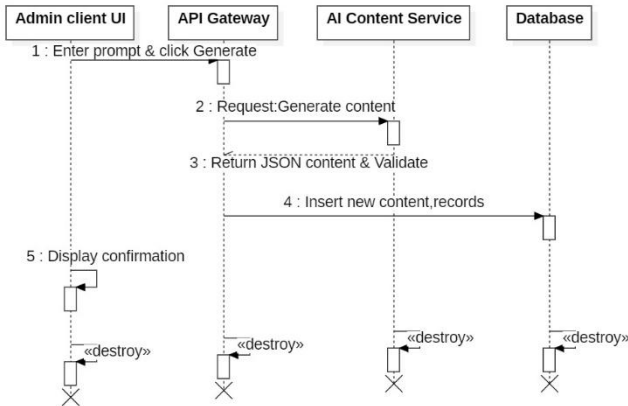 Admin client UI
API Gateway
AI Content Service
Database
1 : Enter prompt & click Generate
2 : Request:Generate content
3 : Return JSON content & Validate
4 : Insert new content,records
5 : Display confirmation
«destroy»
«destroy»
«destroy»
«destroy»